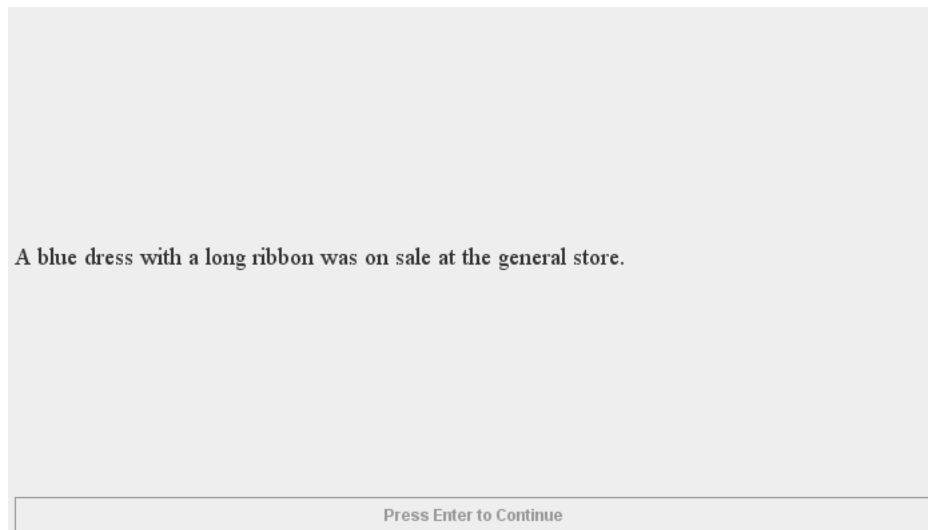 A blue dress with a long ribbon was on sale at the general store.
Press Enter to Continue